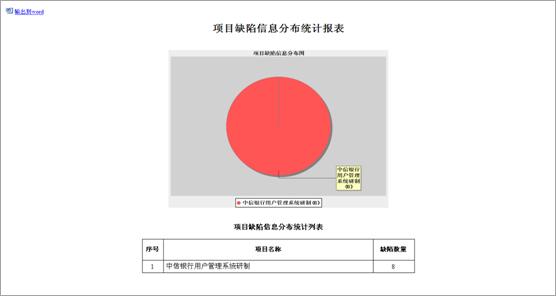 输出到word
项目缺陷信息分布统计报表
项目缺陷信息分布图
中信银行
用户管理
系统研制
(8)
中信银行用户管理系统研制(8)
项目缺陷信息分布统计列表
序号 项目名称 缺陷数量
1 中信银行用户管理系统研制 8